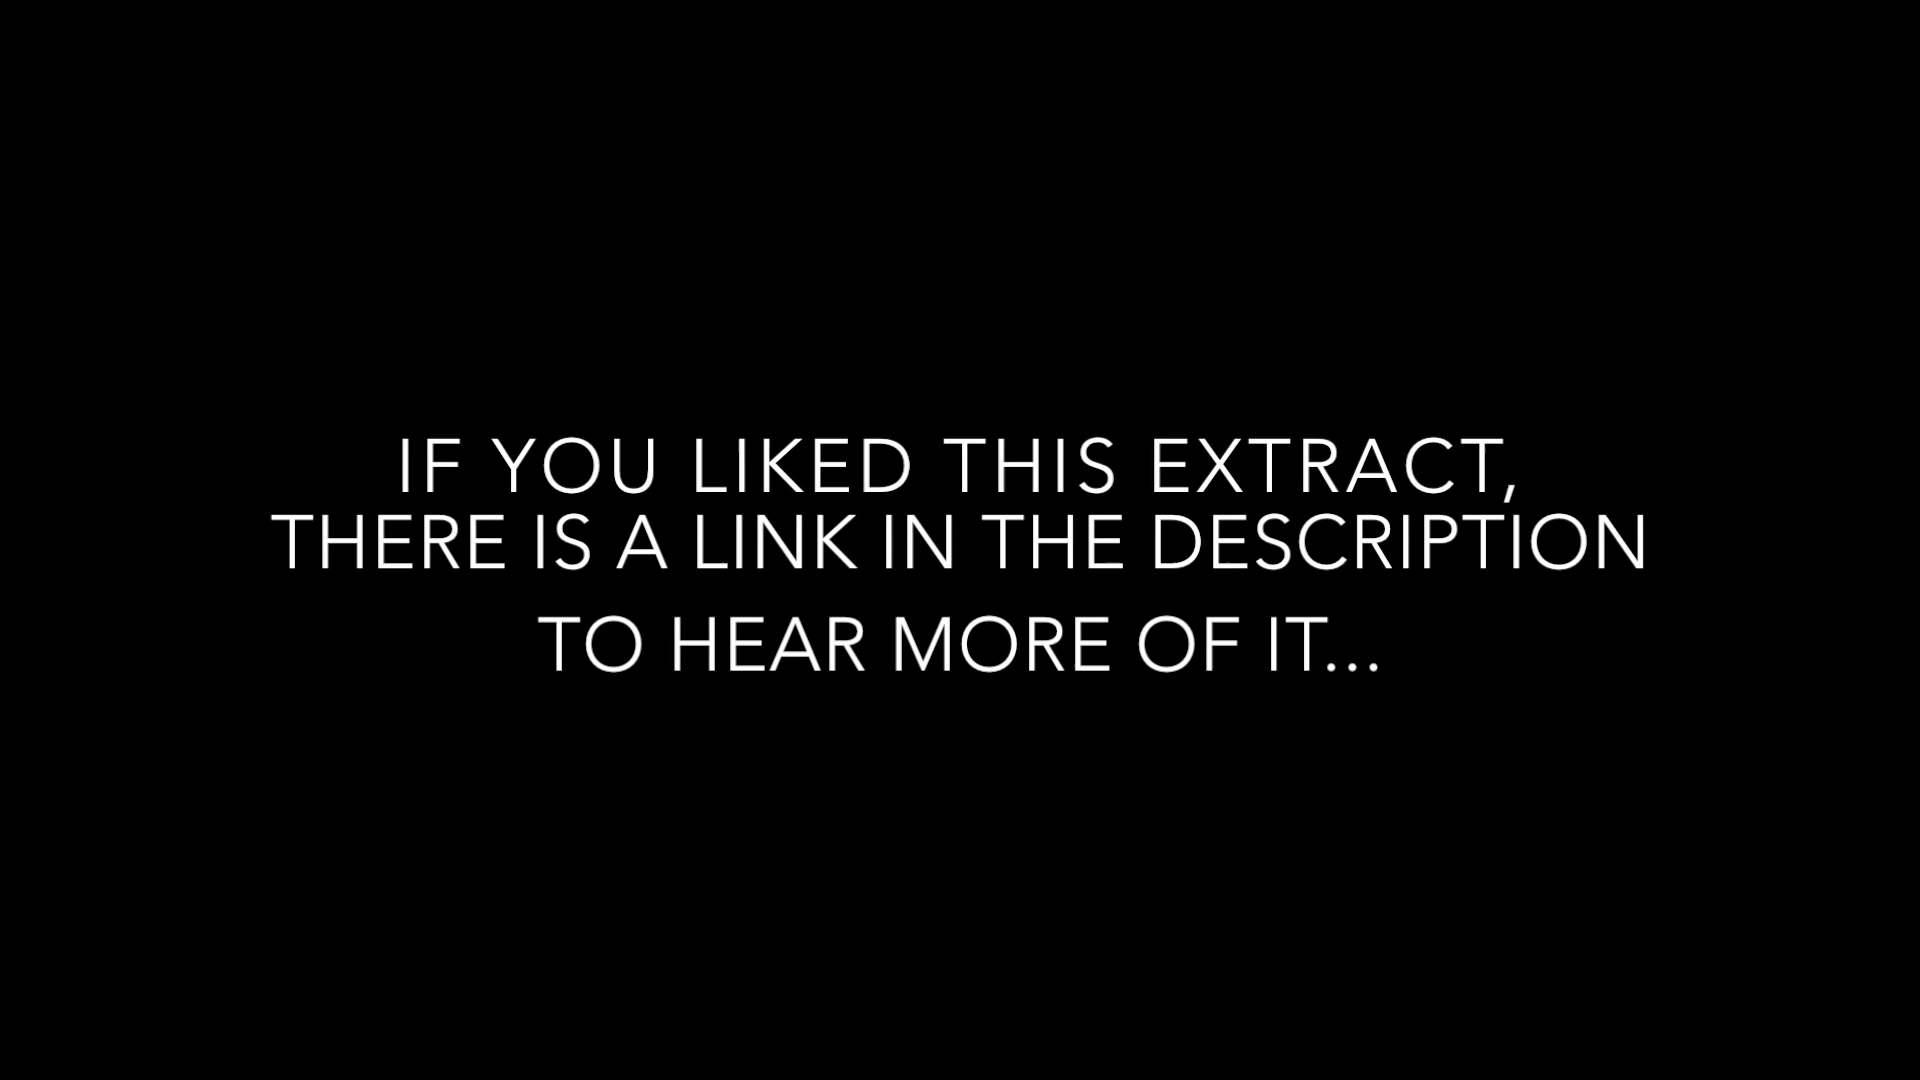 IF YOU LIKED THIS EXTRACT,
THERE IS A LINK IN THE DESCRIPTION
TO HEAR MORE OF IT...